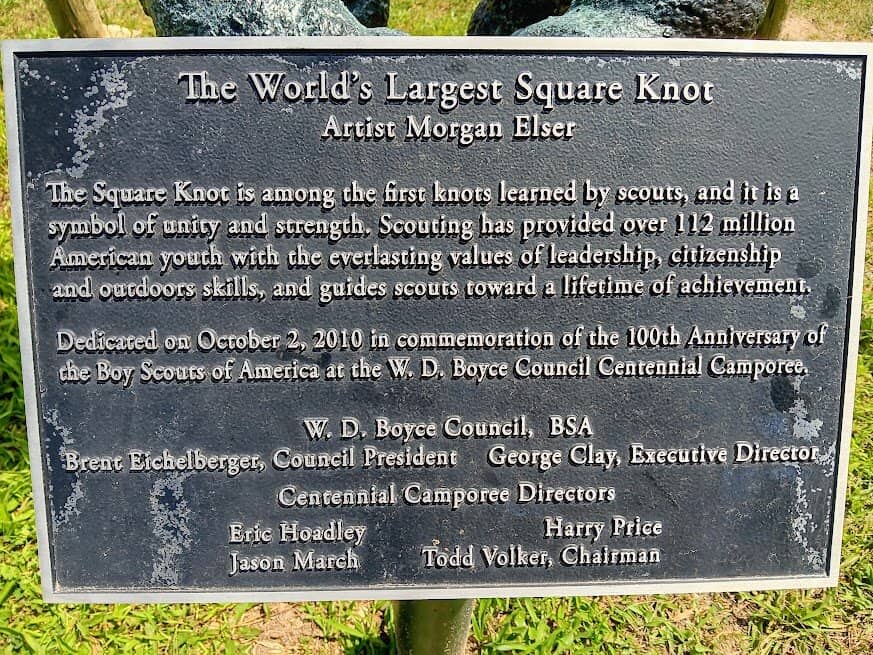 The World's Largest Square Knot
Artist Morgan Elser
The Square Knot is among the first knots learned by scouts, and it is a
symbol of unity and strength. Scouting has provided over 112 million
American youth with the everlasting values of leadership, citizenship
and outdoors skills, and guides scouts toward a lifetime of achievement.
Dedicated on October 2, 2010 in commemoration of the 100th Anniversary of
the Boy Scouts of America at the W. D. Boyce Council Centennial Camporee.
W. D. Boyce Council, BSA
Brent Eichelberger, Council President George Clay, Executive Director
Centennial Camporee Directors
Eric Hoadley Harry Price
Jason March Todd Volker, Chairman